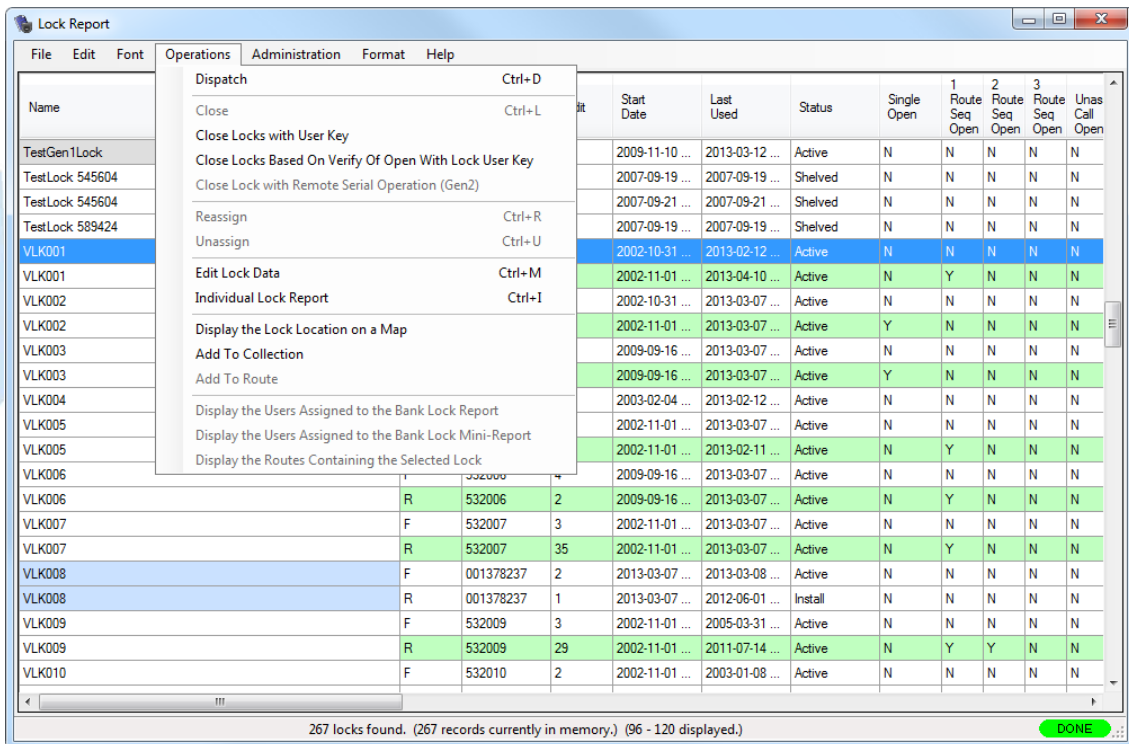 Lock Report
File Edit Font Operations Administration Format Help
Dispatch Ctrl+D
Close Ctrl+L
Close Locks with User Key
Close Locks Based On Verify Of Open With Lock User Key
Close Lock with Remote Serial Operation (Gen2)
Reassign Ctrl+R
Unassign Ctrl+U
Edit Lock Data Ctrl+M
Individual Lock Report Ctrl+I
Display the Lock Location on a Map
Add To Collection
Add To Route
Display the Users Assigned to the Bank Lock Report
Display the Users Assigned to the Bank Lock Mini-Report
Display the Routes Containing the Selected Lock
Name Start Date Last Used Status Single Open 1 Route Seq Open 2 Route Seq Open 3 Route Seq Open Unas Call Open
TestGen1Lock 2009-11-10 ... 2013-03-12 ... Active N N N N N
TestLock 545604 2007-09-19 ... 2007-09-19 ... Shelved N N N N N
TestLock 545604 2007-09-21 ... 2007-09-21 ... Shelved N N N N N
TestLock 589424 2007-09-19 ... 2007-09-19 ... Shelved N N N N N
VLK001 2002-10-31 ... 2013-02-12 ... Active N N N N N
VLK001 2002-11-01 ... 2013-04-10 ... Active N Y N N N
VLK002 2002-10-31 ... 2013-03-07 ... Active N N N N N
VLK002 2002-11-01 ... 2013-03-07 ... Active Y N N N N
VLK003 2009-09-16 ... 2013-03-07 ... Active N N N N N
VLK003 2009-09-16 ... 2013-03-07 ... Active Y N N N N
VLK004 2003-02-04 ... 2013-02-12 ... Active N N N N N
VLK005 2002-11-01 ... 2013-03-07 ... Active N N N N N
VLK005 2002-11-01 ... 2013-02-11 ... Active N Y N N N
VLK006 2009-09-16 ... 2013-03-07 ... Active N N N N N
VLK006 R 532006 2 2009-09-16 ... 2013-03-07 ... Active N Y N N N
VLK007 F 532007 3 2002-11-01 ... 2013-03-07 ... Active N N N N N
VLK007 R 532007 35 2002-11-01 ... 2013-03-07 ... Active N Y N N N
VLK008 F 001378237 2 2013-03-07 ... 2013-03-08 ... Active N N N N N
VLK008 R 001378237 1 2013-03-07 ... 2012-06-01 ... Install N N N N N
VLK009 F 532009 3 2002-11-01 ... 2005-03-31 ... Active N N N N N
VLK009 R 532009 29 2002-11-01 ... 2011-07-14 ... Active N Y Y N N
VLK010 F 532010 2 2002-11-01 ... 2003-01-08 ... Active N N N N N
267 locks found. (267 records currently in memory.) (96 - 120 displayed.) DONE